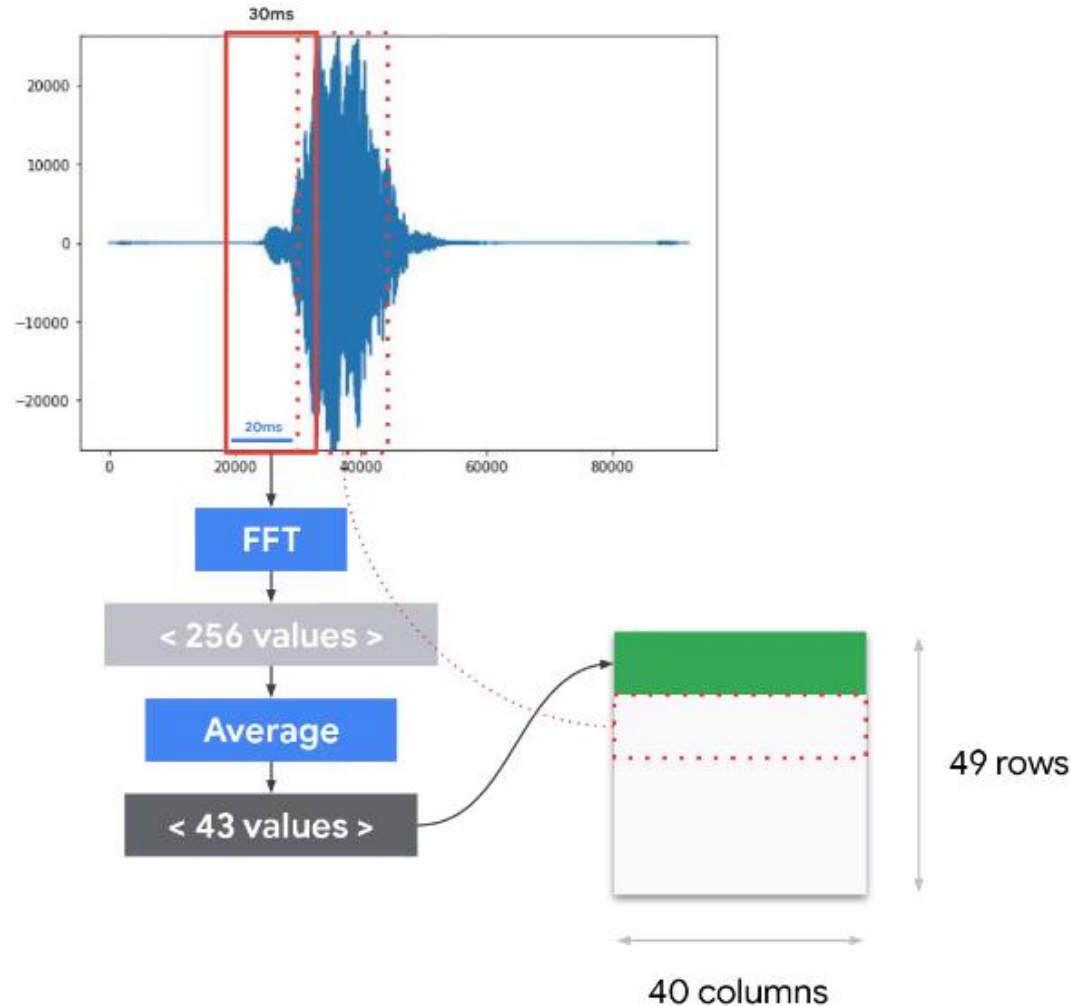 30ms
20000
10000
0
−10000
−20000
20ms
0 20000 40000 60000 80000
FFT
< 256 values >
Average
< 43 values >
49 rows
40 columns